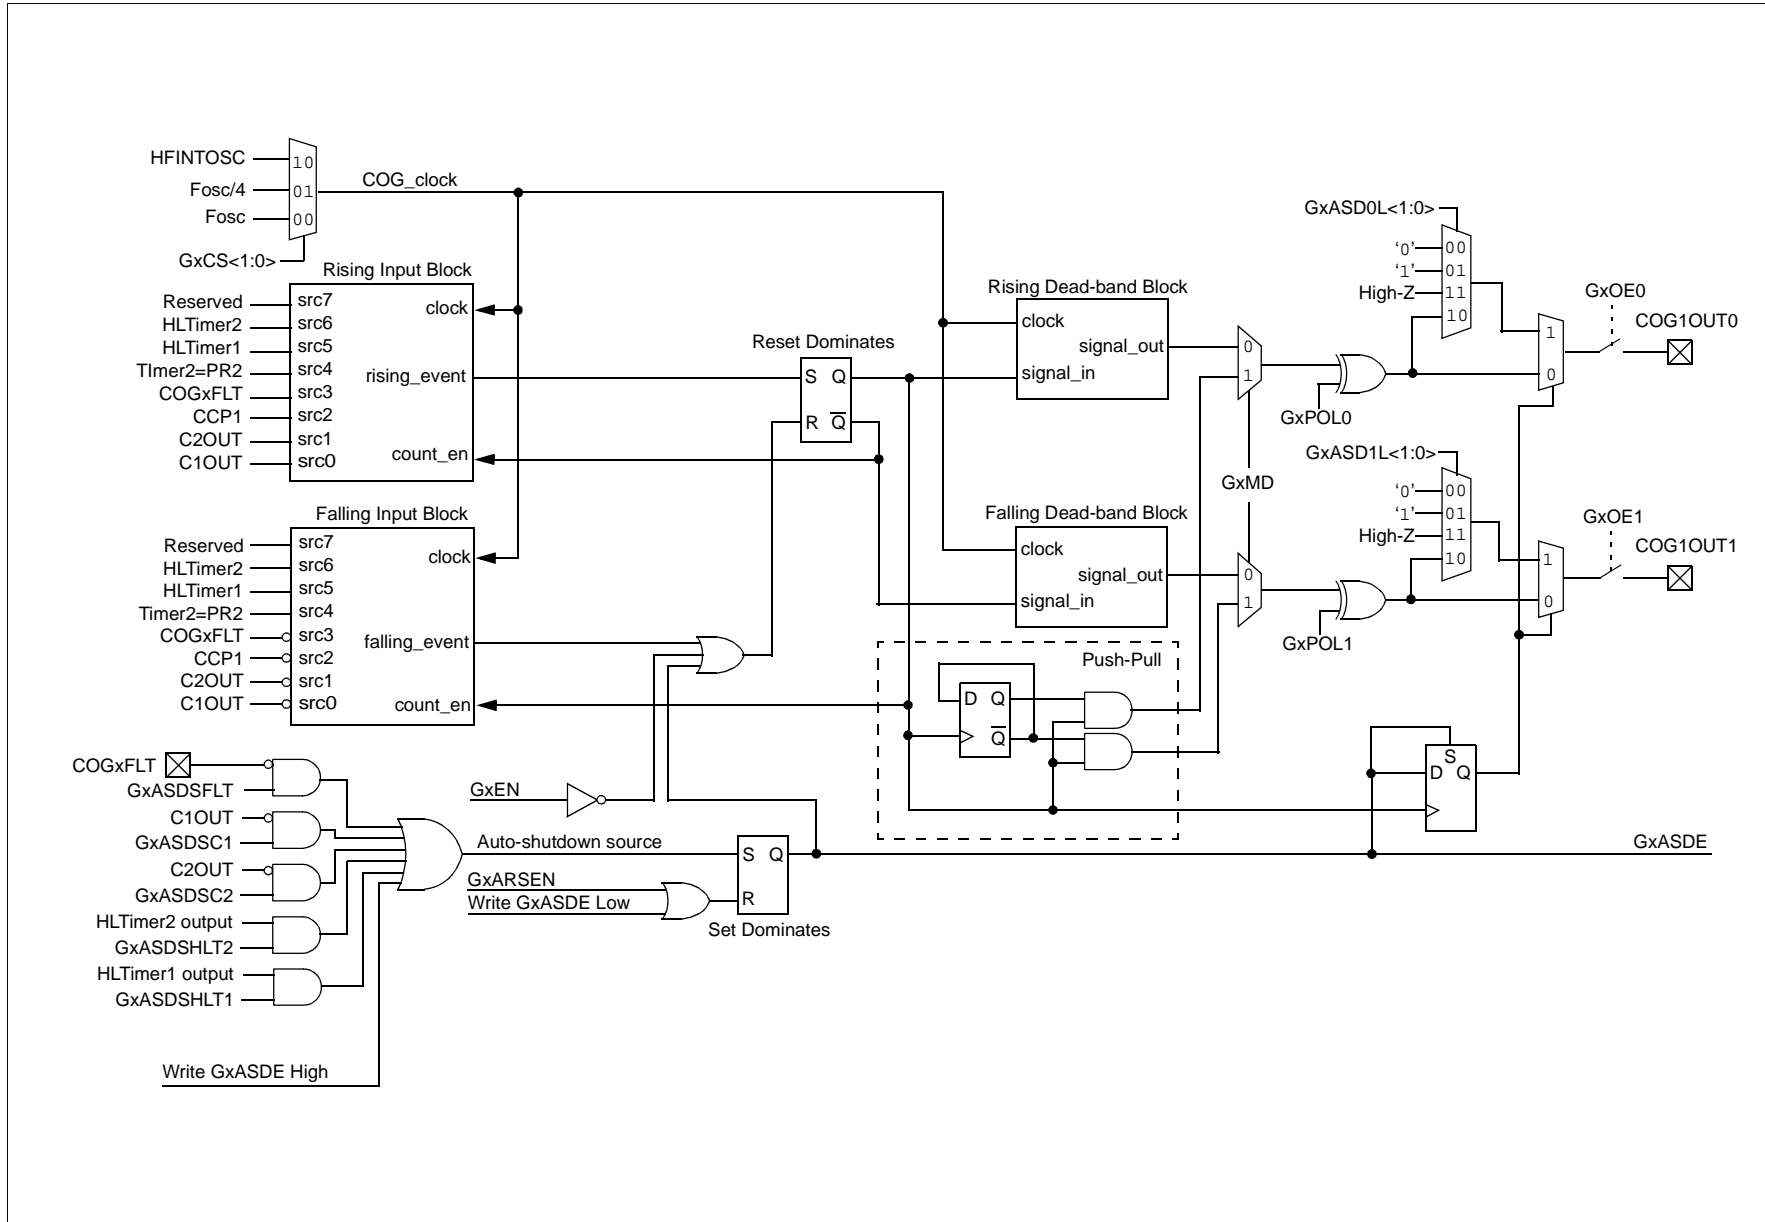 HFINTOSC
10
Fosc/4
01
Fosc
00
GxCS<1:0>
COG_clock
Rising Input Block
Reserved
src7
HLTimer2
src6
HLTimer1
src5
TImer2=PR2
src4
COGxFLT
src3
CCP1
src2
C2OUT
src1
C1OUT
src0
clock
rising_event
count_en
Falling Input Block
Reserved
src7
HLTimer2
src6
HLTimer1
src5
Timer2=PR2
src4
COGxFLT
src3
CCP1
src2
C2OUT
src1
C1OUT
src0
clock
falling_event
count_en
Reset Dominates
S Q
R Q
Rising Dead-band Block
clock
signal_out
signal_in
Falling Dead-band Block
clock
signal_out
signal_in
0
1
GxMD
0
1
GxPOL0
GxPOL1
GxASD0L<1:0>
'0'
00
'1'
01
High-Z
11
10
1
0
GxOE0
COG1OUT0
GxASD1L<1:0>
'0'
00
'1'
01
High-Z
11
10
1
0
GxOE1
COG1OUT1
Push-Pull
D Q
Q
S
D Q
COGxFLT
GxASDSFLT
C1OUT
GxASDSC1
C2OUT
GxASDSC2
HLTimer2 output
GxASDSHLT2
HLTimer1 output
GxASDSHLT1
Write GxASDE High
GxEN
Auto-shutdown source
GxARSEN
Write GxASDE Low
S Q
R
Set Dominates
GxASDE